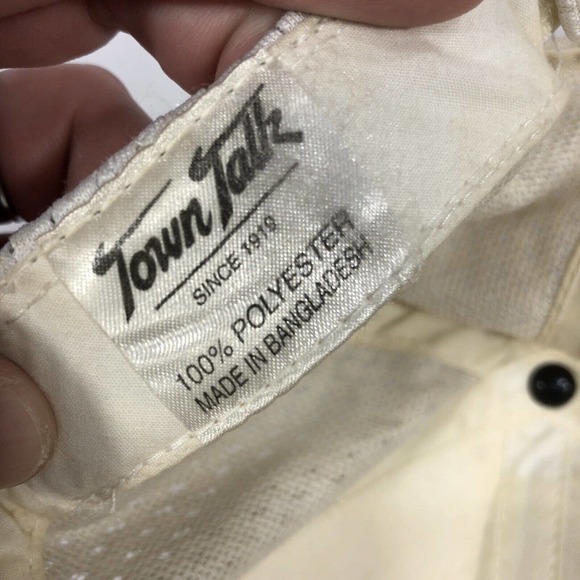 Town Talk
SINCE 1919
100% POLYESTER
MADE IN BANGLADESH